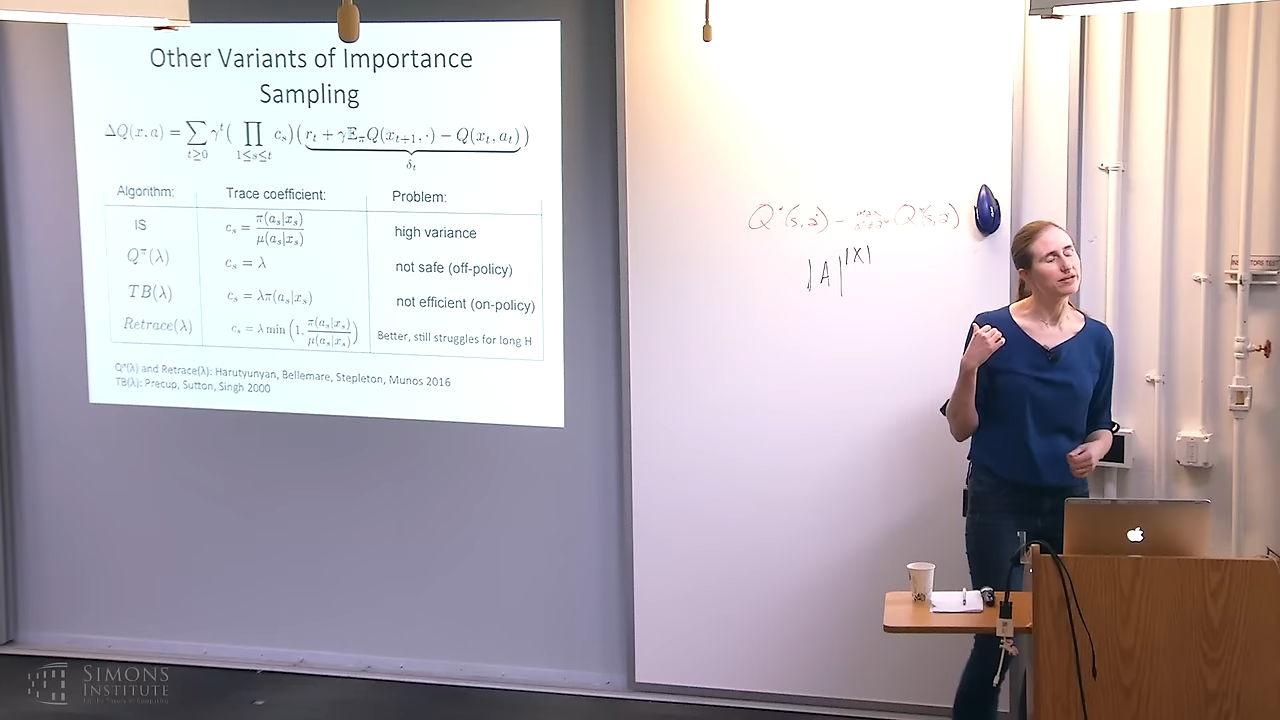 Other Variants of Importance
Sampling
ΔQ(x, a) = ∑_{t≥0} γ^t ( ∏_{1≤s≤t} c_s ) ( r_t + γ𝔼_π Q(x_{t+1}, ·) − Q(x_t, a_t) )
δ_t
Algorithm: Trace coefficient: Problem:
IS c_s = π(a_s|x_s) / μ(a_s|x_s) high variance
Q^π(λ) c_s = λ not safe (off-policy)
TB(λ) c_s = λπ(a_s|x_s) not efficient (on-policy)
Retrace(λ) c_s = λ min (1, π(a_s|x_s) / μ(a_s|x_s)) Better, still struggles for long H
Q^π(λ) and Retrace(λ): Harutyunyan, Bellemare, Stepleton, Munos 2016
TB(λ): Precup, Sutton, Singh 2000
|A|^{|X|}
SIMONS
INSTITUTE